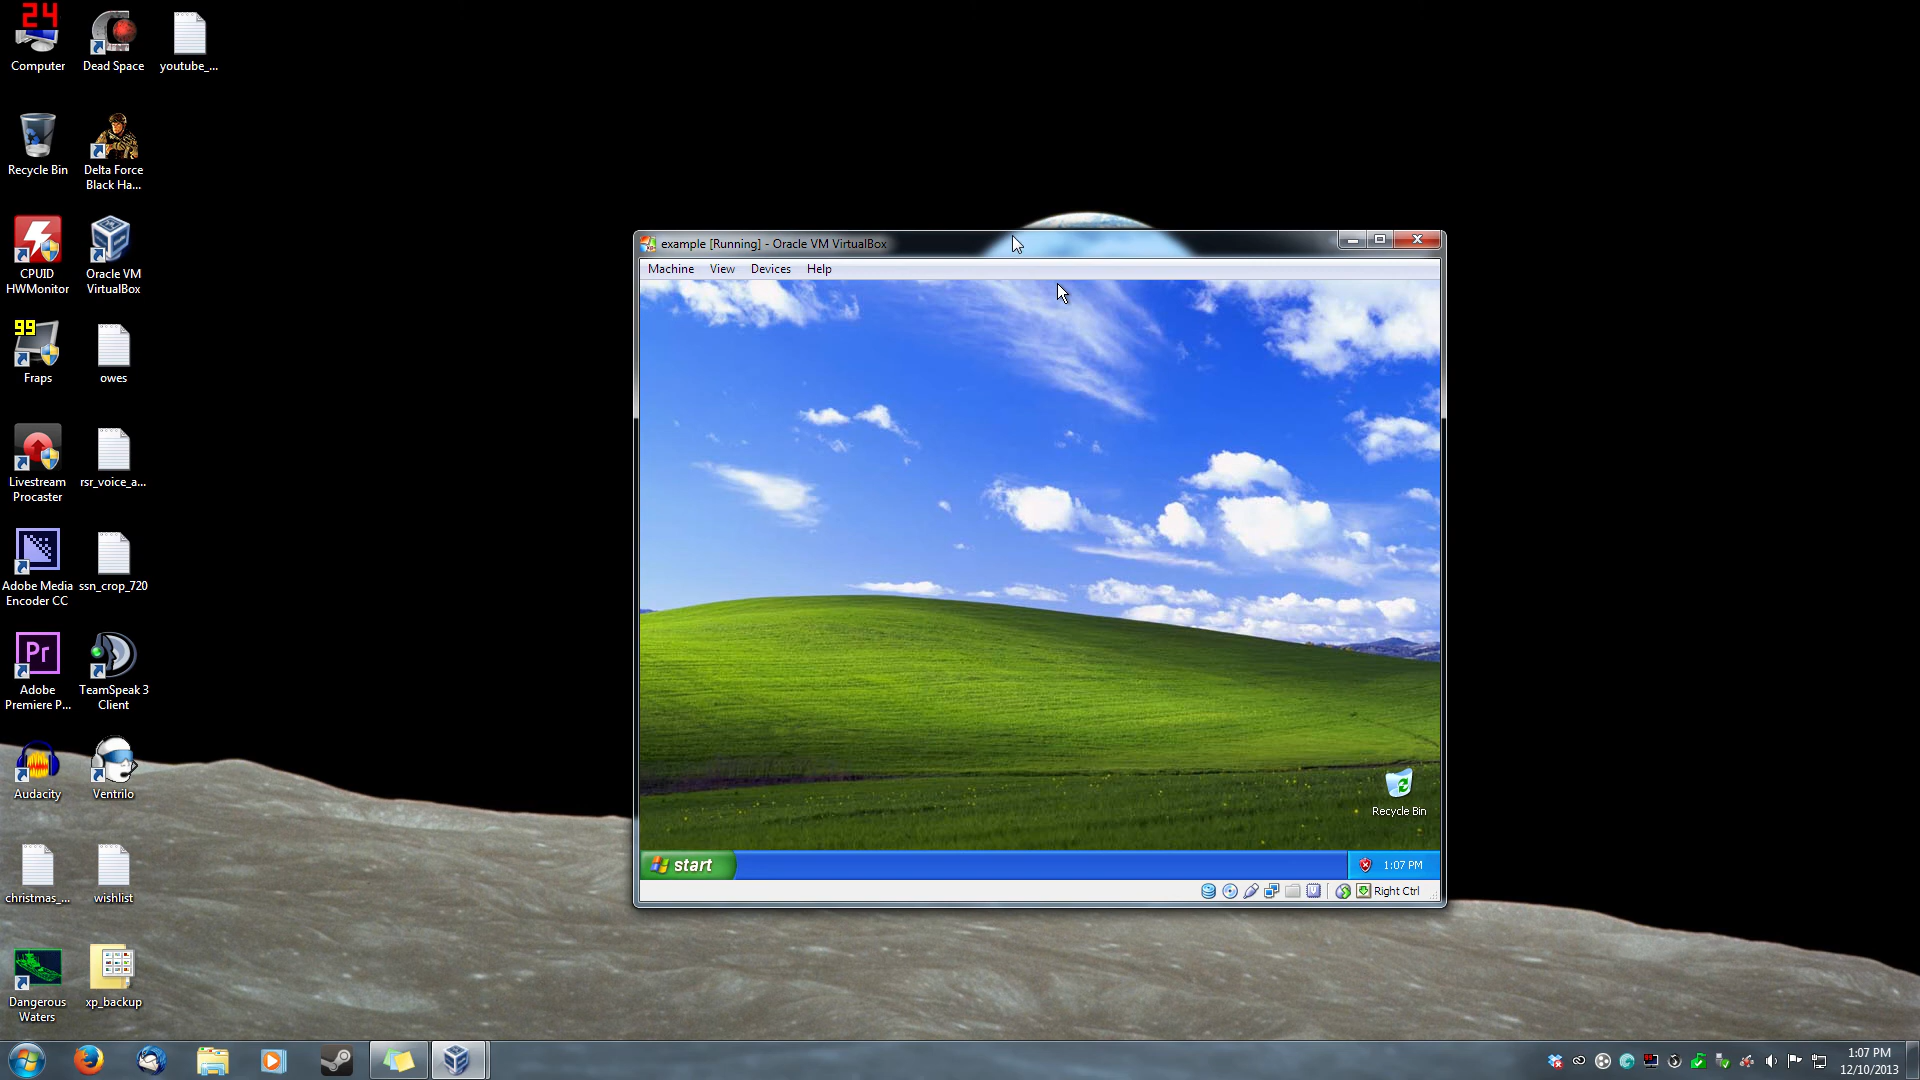 24
Computer
Dead Space
youtube_...
Recycle Bin
Delta Force
Black Ha...
CPUID
HWMonitor
Oracle VM
VirtualBox
99
Fraps
owes
Livestream
Procaster
rsr_voice_a...
Adobe Media
Encoder CC
ssn_crop_720
Pr
Adobe
Premiere P...
TeamSpeak 3
Client
Audacity
Ventrilo
christmas_...
wishlist
Dangerous
Waters
xp_backup
example [Running] - Oracle VM VirtualBox
Machine View Devices Help
Recycle Bin
start
1:07 PM
Right Ctrl
1:07 PM
12/10/2013